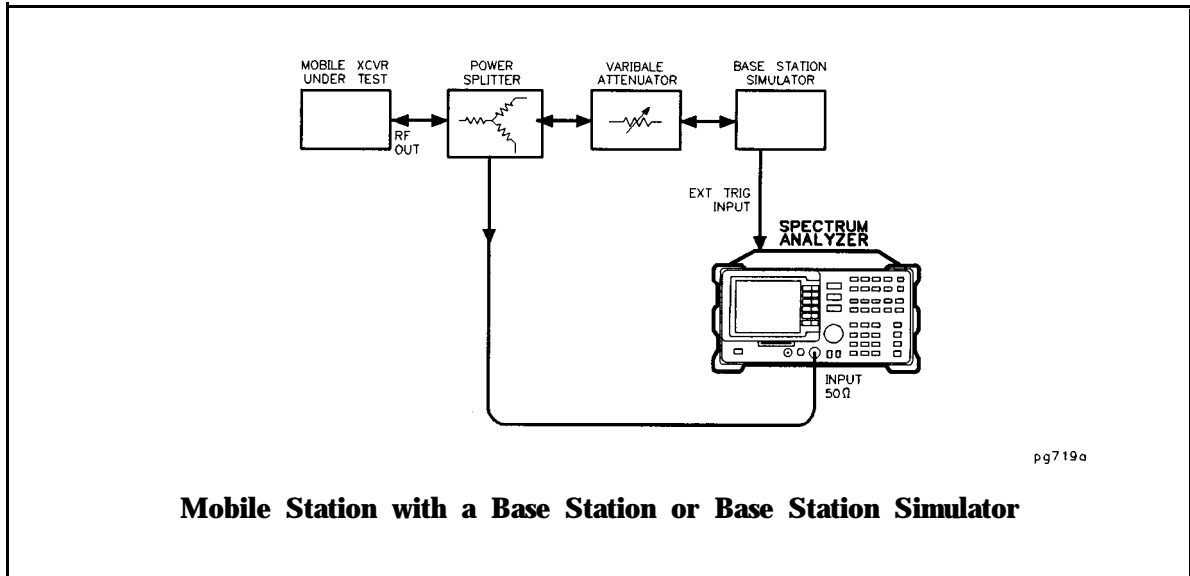 MOBILE XCVR
UNDER TEST
POWER
SPLITTER
VARIBALE
ATTENUATOR
BASE STATION
SIMULATOR
RF
OUT
EXT TRIG
INPUT
SPECTRUM
ANALYZER
INPUT
50Ω
pg719a
Mobile Station with a Base Station or Base Station Simulator